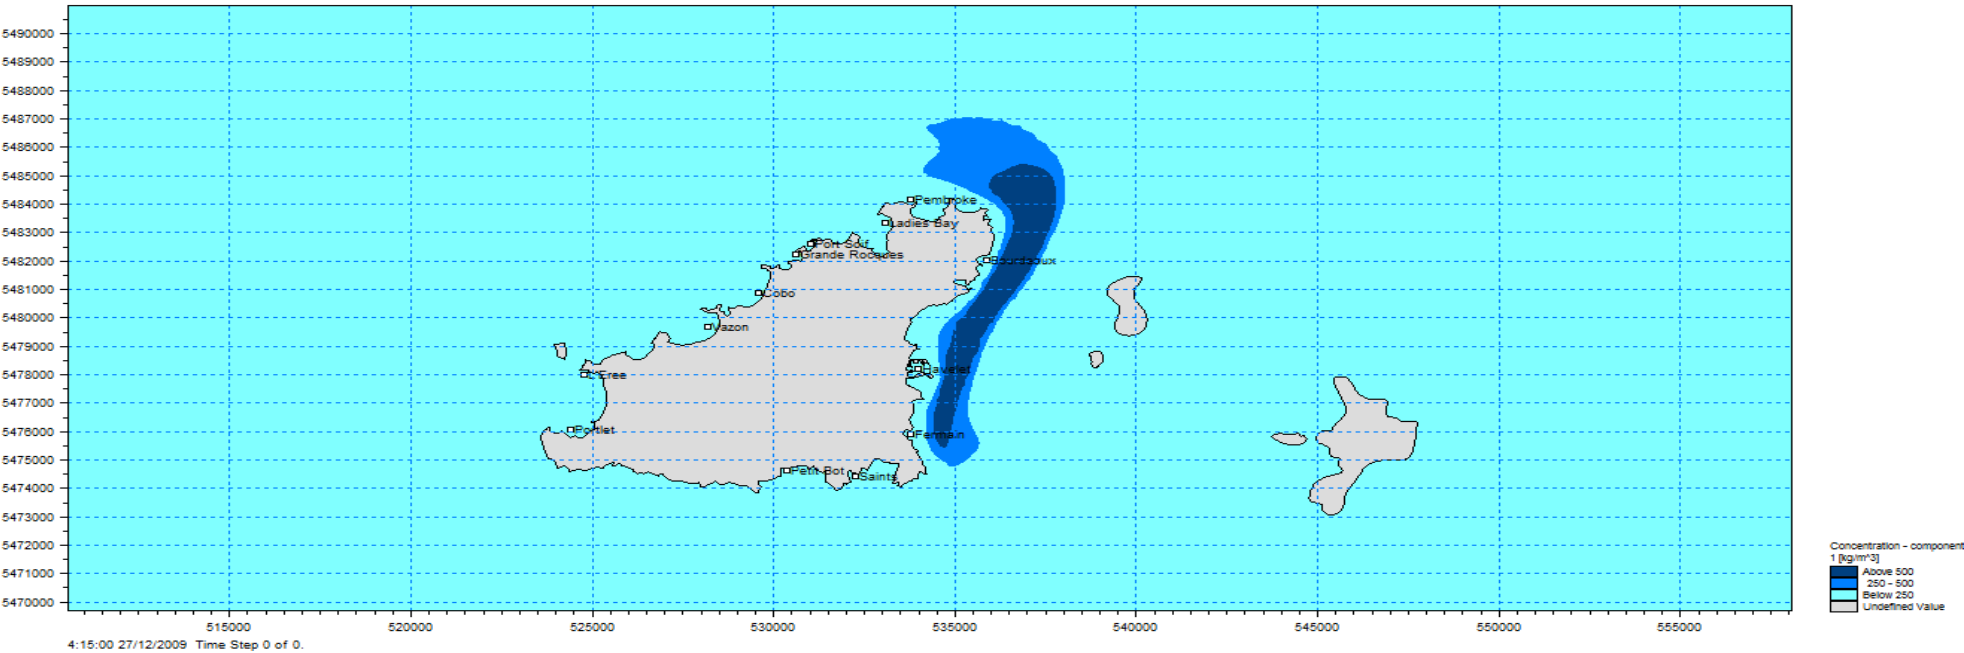 5490000
5489000
5488000
5487000
5486000
5485000
5484000
5483000
5482000
5481000
5480000
5479000
5478000
5477000
5476000
5475000
5474000
5473000
5472000
5471000
5470000
Pembroke
Ladies Bay
Port Soif
Grande Rocques
Bourdeaux
Cobo
Vazon
Havelet
L'Eree
Portlet
Fermain
Petit Bot
Saints
515000 520000 525000 530000 535000 540000 545000 550000 555000
4:15:00 27/12/2009 Time Step 0 of 0.
Concentration - component
1 [kg/m^3]
Above 500
250 - 500
Below 250
Undefined Value